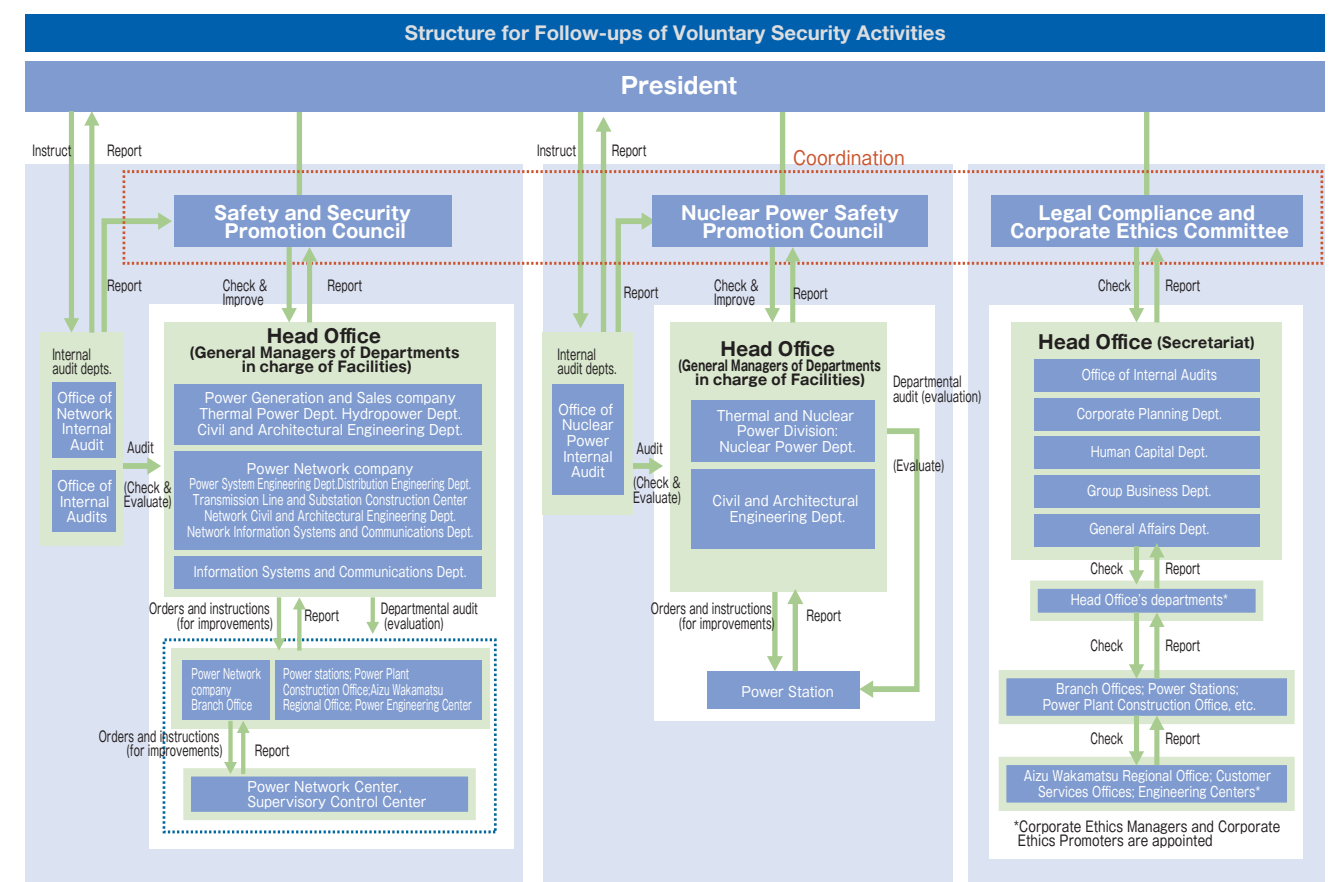 Structure for Follow-ups of Voluntary Security Activities
President
Instruct
Report
Safety and Security
Promotion Council
Report
Check &
Improve
Report
Internal
audit depts.
Office of
Network
Internal
Audit
Office of
Internal
Audits
Audit
(Check &
Evaluate)
Head Office
(General Managers of Departments
in charge of Facilities)
Power Generation and Sales company
Thermal Power Dept. Hydropower Dept.
Civil and Architectural Engineering Dept.
Power Network company
Power System Engineering Dept.Distribution Engineering Dept.
Transmission Line and Substation Construction Center
Network Civil and Architectural Engineering Dept.
Network Information Systems and Communications Dept.
Information Systems and Communications Dept.
Orders and instructions
(for improvements)
Report
Departmental audit
(evaluation)
Power Network
company
Branch Office
Power stations; Power Plant
Construction Office;Aizu Wakamatsu
Regional Office; Power Engineering Center
Orders and instructions
(for improvements)
Report
Power Network Center,
Supervisory Control Center
Instruct
Report
Coordination
Nuclear Power Safety
Promotion Council
Report
Check &
Improve
Report
Internal
audit depts.
Office of
Nuclear
Power
Internal
Audit
Audit
(Check &
Evaluate)
Head Office
(General Managers of Departments
in charge of Facilities)
Thermal and Nuclear
Power Division:
Nuclear Power Dept.
Civil and Architectural
Engineering Dept.
Departmental
audit (evaluation)
(Evaluate)
Orders and instructions
(for improvements)
Report
Power Station
Legal Compliance and
Corporate Ethics Committee
Check
Report
Head Office (Secretariat)
Office of Internal Audits
Corporate Planning Dept.
Human Capital Dept.
Group Business Dept.
General Affairs Dept.
Check
Report
Head Office's departments*
Check
Report
Branch Offices; Power Stations;
Power Plant Construction Office, etc.
Check
Report
Aizu Wakamatsu Regional Office; Customer
Services Offices; Engineering Centers*
*Corporate Ethics Managers and Corporate
Ethics Promoters are appointed